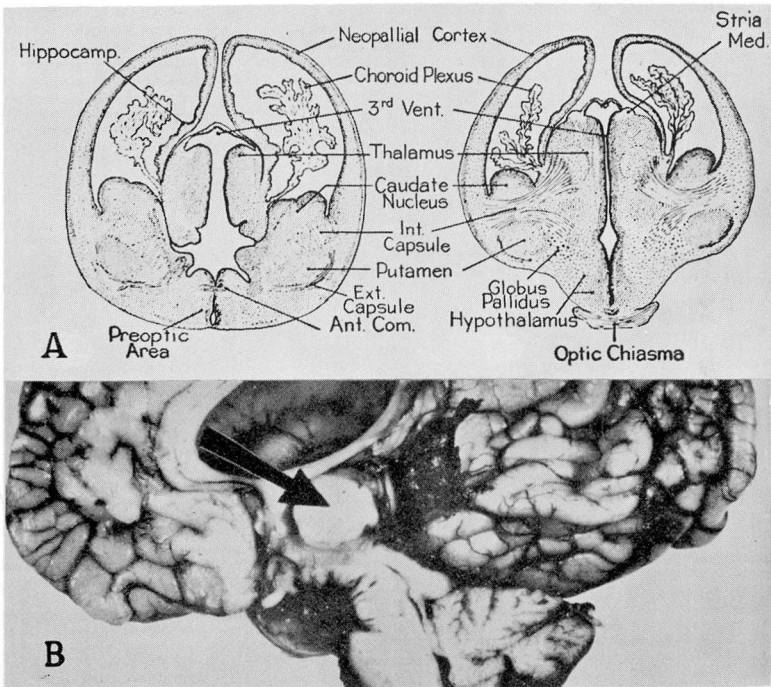 Hippocamp.
Neopallial Cortex
Stria
Med.
Choroid Plexus
3rd Vent.
Thalamus
Caudate
Nucleus
Int.
Capsule
Putamen
Ext.
Capsule
Ant. Com.
Preoptic
Area
Globus
Pallidus
Hypothalamus
Optic Chiasma
A
B